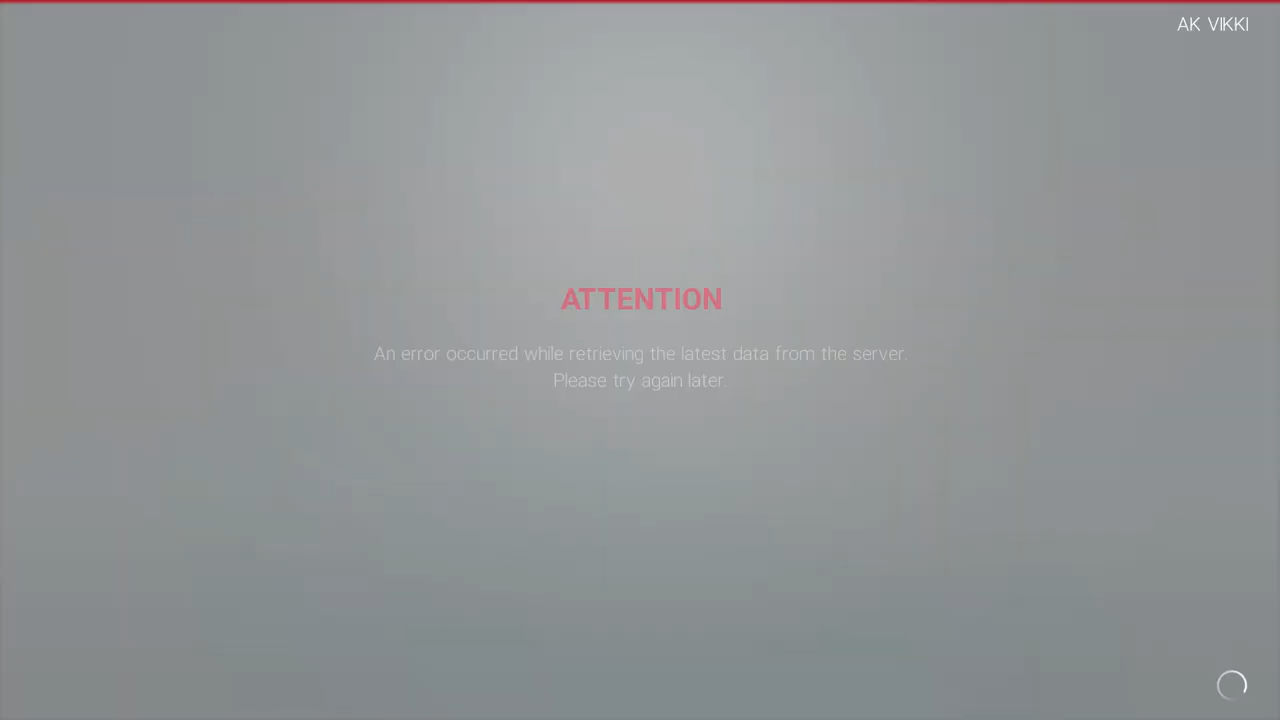 AK VIKKI
ATTENTION
An error occurred while retrieving the latest data from the server.
Please try again later.